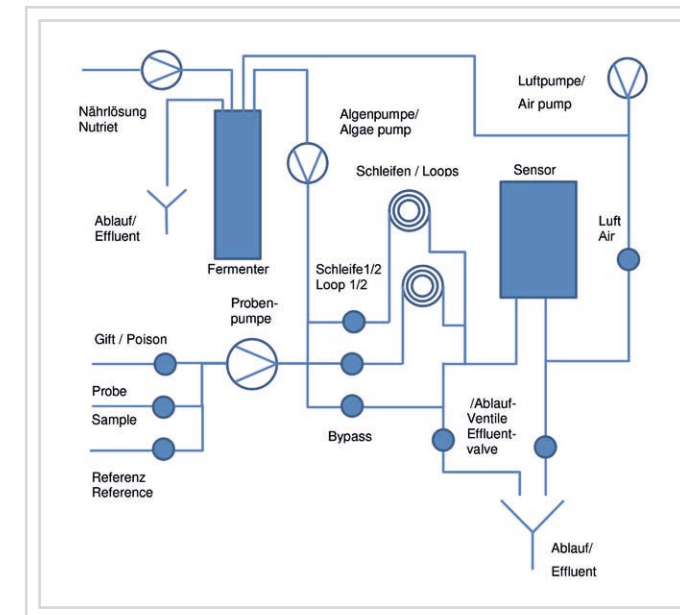 Nährlösung
Nutriet
Ablauf/
Effluent
Fermenter
Algenpumpe/
Algae pump
Schleifen / Loops
Luftpumpe/
Air pump
Sensor
Luft
Air
Schleife1/2
Loop 1/2
Proben-
pumpe
Gift / Poison
Probe
Sample
Referenz
Reference
Bypass
/Ablauf-
Ventile
Effluent-
valve
Ablauf/
Effluent